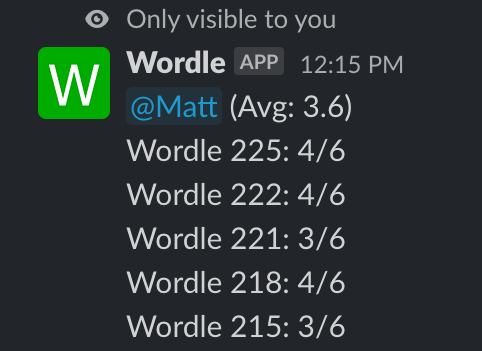 Only visible to you
W
Wordle APP 12:15 PM
@Matt (Avg: 3.6)
Wordle 225: 4/6
Wordle 222: 4/6
Wordle 221: 3/6
Wordle 218: 4/6
Wordle 215: 3/6